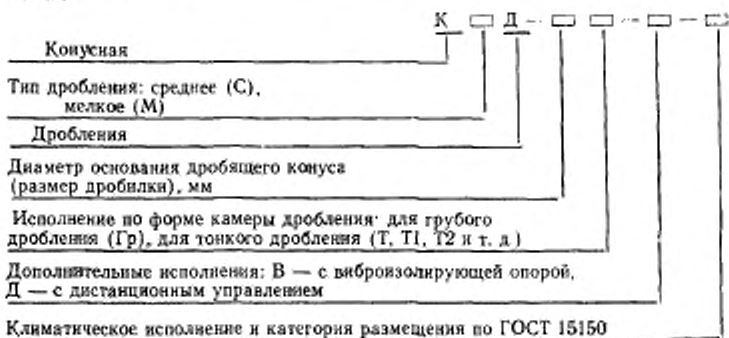 К □ Д - □ □ - □ - □
Конусная
Тип дробления: среднее (С),
мелкое (М)
Дробления
Диаметр основания дробящего конуса
(размер дробилки), мм
Исполнение по форме камеры дробления· для грубого
дробления (Гр), для тонкого дробления (Т, Т1, Т2 и т. д )
Дополнительные исполнения: В — с виброизолирующей опорой,
Д — с дистанционным управлением
Климатическое исполнение и категория размещения по ГОСТ 15150